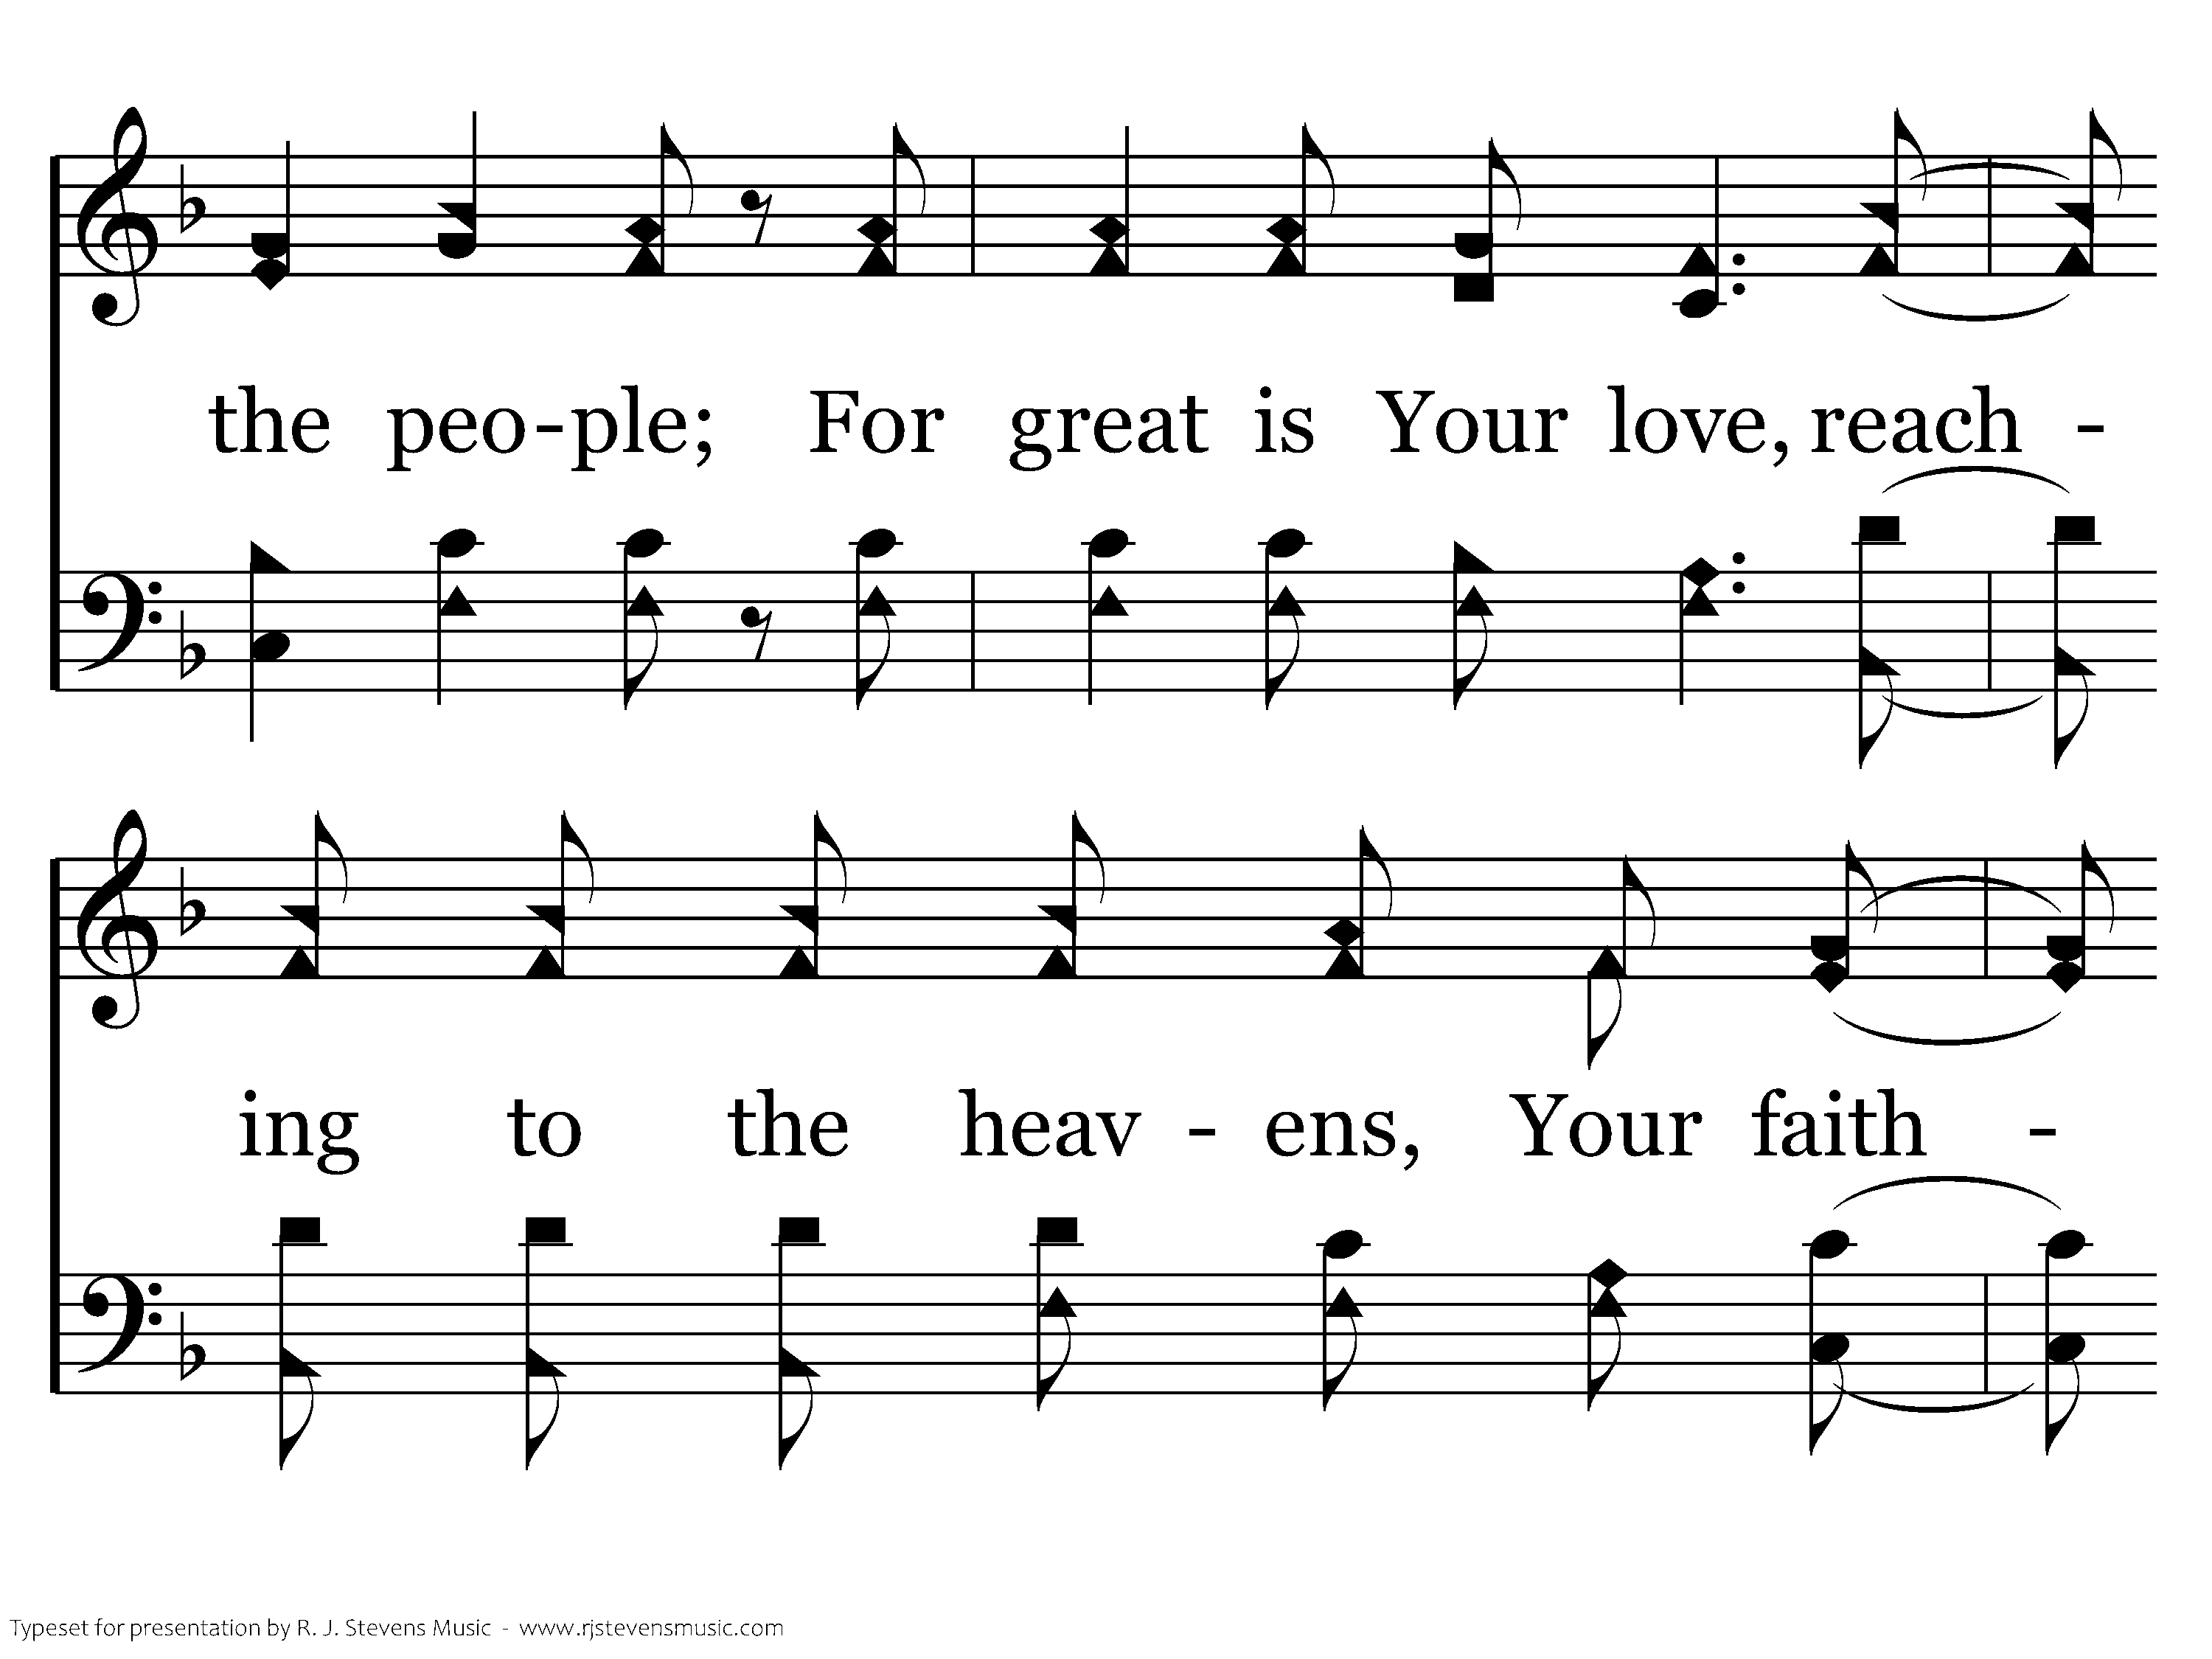 the peo-ple; For great is Your love, reach -
ing to the heav - ens, Your faith -
Typeset for presentation by R. J. Stevens Music - www.rjstevensmusic.com